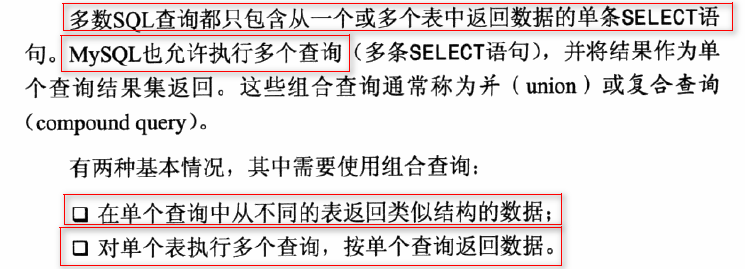 多数SQL查询都只包含从一个或多个表中返回数据的单条SELECT语
句。MySQL也允许执行多个查询（多条SELECT语句），并将结果作为单
个查询结果集返回。这些组合查询通常称为并（union）或复合查询
（compound query）。
有两种基本情况，其中需要使用组合查询：
❑ 在单个查询中从不同的表返回类似结构的数据；
❑ 对单个表执行多个查询，按单个查询返回数据。